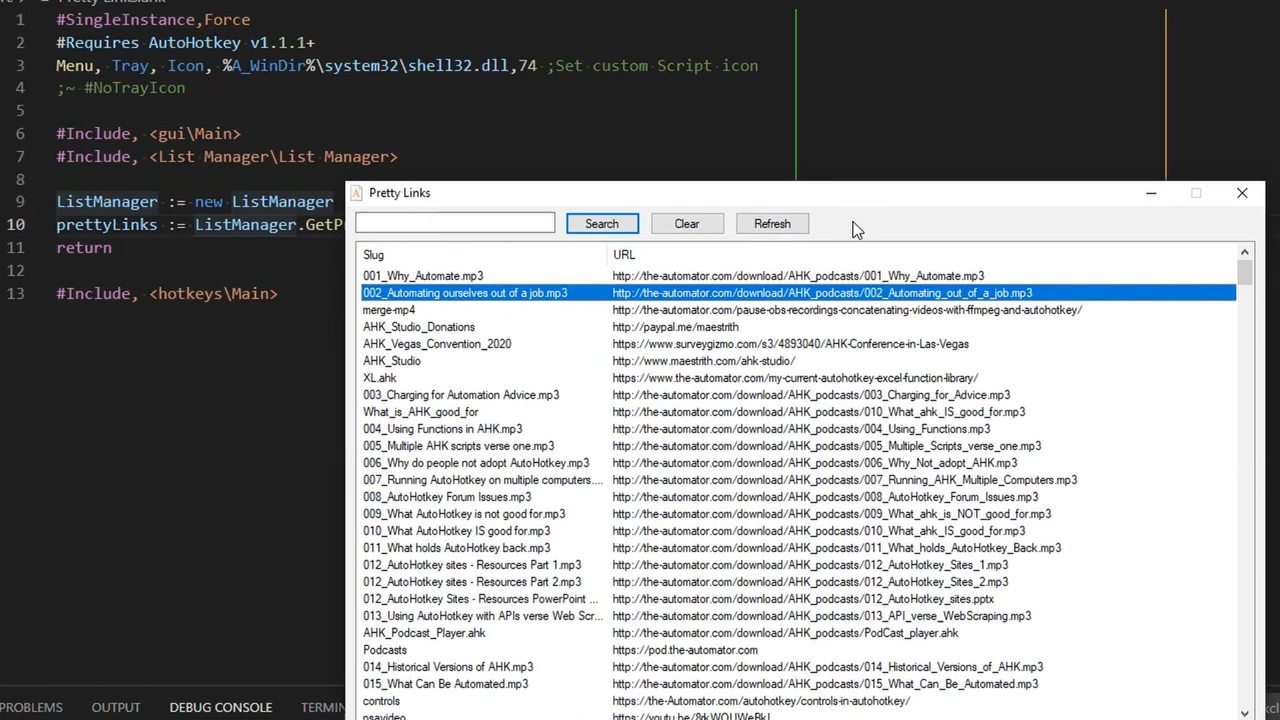 1 #SingleInstance,Force
2 #Requires AutoHotkey v1.1.1+
3 Menu, Tray, Icon, %A_WinDir%\system32\shell32.dll,74 ;Set custom Script icon
4 ;~ #NoTrayIcon
5
6 #Include, <gui\Main>
7 #Include, <List Manager\List Manager>
8
9 ListManager := new ListManager
10 prettyLinks := ListManager.GetP
11 return
12
13 #Include, <hotkeys\Main>
PROBLEMS OUTPUT DEBUG CONSOLE TERMIN
Pretty Links
Search Clear Refresh
Slug URL
001_Why_Automate.mp3 http://the-automator.com/download/AHK_podcasts/001_Why_Automate.mp3
002_Automating ourselves out of a job.mp3 http://the-automator.com/download/AHK_podcasts/002_Automating_out_of_a_job.mp3
merge-mp4 http://the-automator.com/pause-obs-recordings-concatenating-videos-with-ffmpeg-and-autohotkey/
AHK_Studio_Donations http://paypal.me/maestrith
AHK_Vegas_Convention_2020 https://www.surveygizmo.com/s3/4893040/AHK-Conference-in-Las-Vegas
AHK_Studio http://www.maestrith.com/ahk-studio/
XL.ahk https://www.the-automator.com/my-current-autohotkey-excel-function-library/
003_Charging for Automation Advice.mp3 http://the-automator.com/download/AHK_podcasts/003_Charging_for_Advice.mp3
What_is_AHK_good_for http://the-automator.com/download/AHK_podcasts/010_What_ahk_IS_good_for.mp3
004_Using Functions in AHK.mp3 http://the-automator.com/download/AHK_podcasts/004_Using_Functions.mp3
005_Multiple AHK scripts verse one.mp3 http://the-automator.com/download/AHK_podcasts/005_Multiple_Scripts_verse_one.mp3
006_Why do people not adopt AutoHotkey.mp3 http://the-automator.com/download/AHK_podcasts/006_Why_Not_adopt_AHK.mp3
007_Running AutoHotkey on multiple computers.... http://the-automator.com/download/AHK_podcasts/007_Running_AHK_Multiple_Computers.mp3
008_AutoHotkey Forum Issues.mp3 http://the-automator.com/download/AHK_podcasts/008_AutoHotkey_Forum_Issues.mp3
009_What AutoHotkey is not good for.mp3 http://the-automator.com/download/AHK_podcasts/009_What_ahk_is_NOT_good_for.mp3
010_What AutoHotkey IS good for.mp3 http://the-automator.com/download/AHK_podcasts/010_What_ahk_IS_good_for.mp3
011_What holds AutoHotkey back.mp3 http://the-automator.com/download/AHK_podcasts/011_What_holds_AutoHotkey_Back.mp3
012_AutoHotkey sites - Resources Part 1.mp3 http://the-automator.com/download/AHK_podcasts/012_AutoHotkey_Sites_1.mp3
012_AutoHotkey sites - Resources Part 2.mp3 http://the-automator.com/download/AHK_podcasts/012_AutoHotkey_Sites_2.mp3
012_AutoHotkey Sites - Resources PowerPoint ... http://the-automator.com/download/AHK_podcasts/012_AutoHotkey_sites.pptx
013_Using AutoHotkey with APIs verse Web Scr... http://the-automator.com/download/AHK_podcasts/013_API_verse_WebScraping.mp3
AHK_Podcast_Player.ahk http://the-automator.com/download/AHK_podcasts/PodCast_player.ahk
Podcasts https://pod.the-automator.com
014_Historical Versions of AHK.mp3 http://the-automator.com/download/AHK_podcasts/014_Historical_Versions_of_AHK.mp3
015_What Can Be Automated.mp3 http://the-automator.com/download/AHK_podcasts/015_What_Can_Be_Automated.mp3
controls https://the-Automator.com/autohotkey/controls-in-autohotkey/